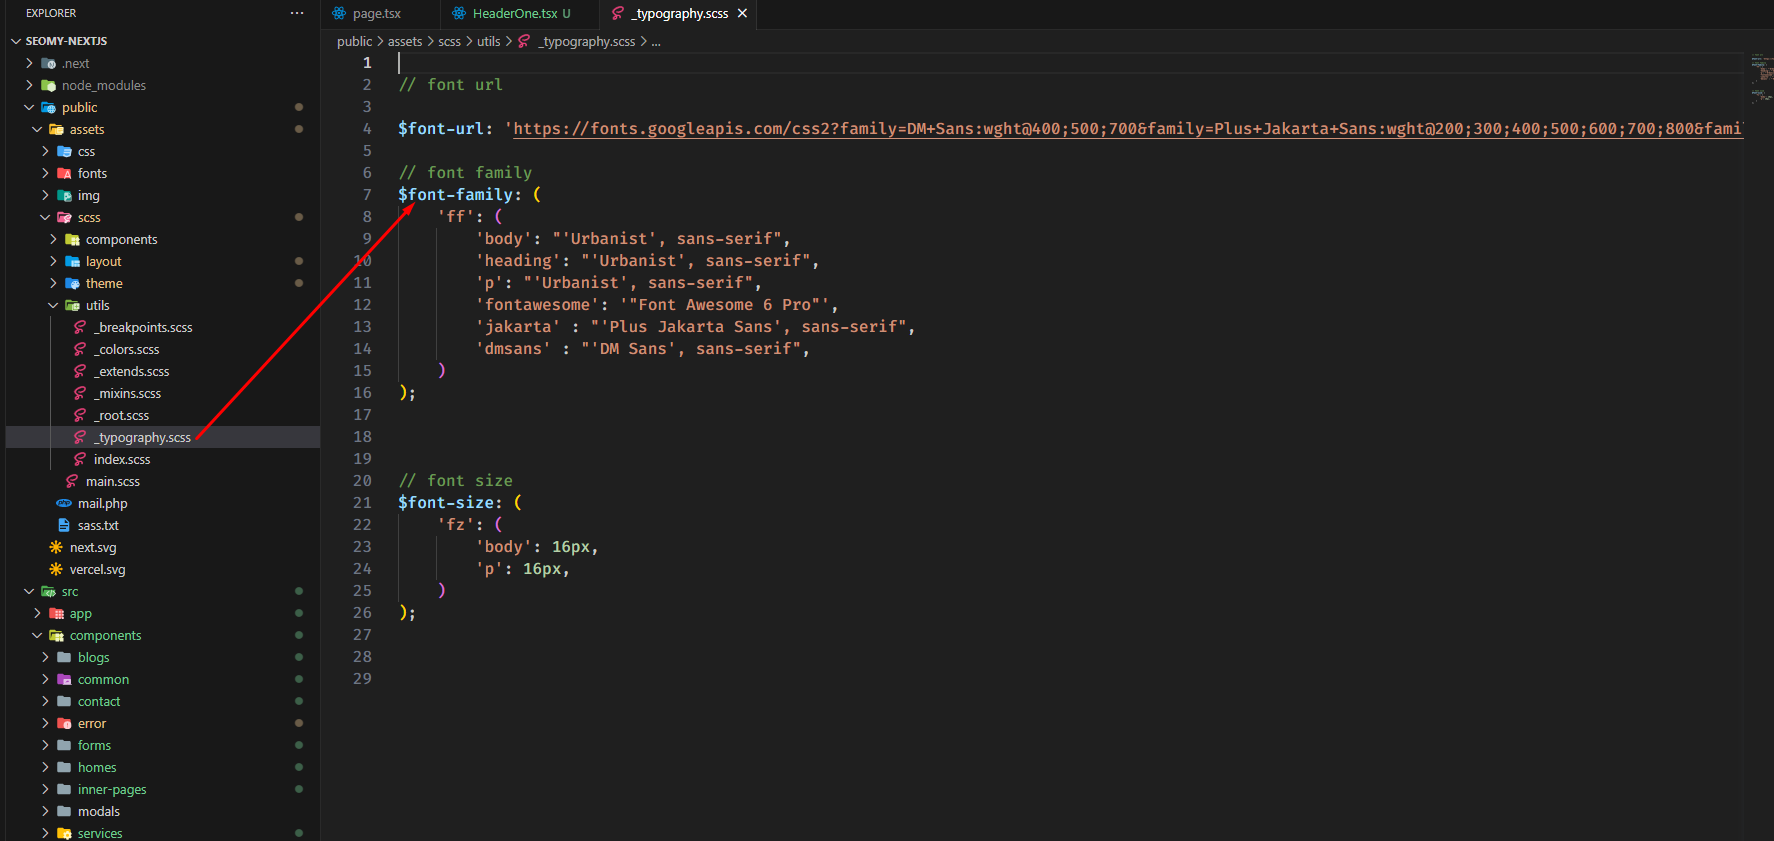 EXPLORER
SEOMY-NEXTJS
.next
node_modules
public
assets
css
fonts
img
scss
components
layout
theme
utils
_breakpoints.scss
_colors.scss
_extends.scss
_mixins.scss
_root.scss
_typography.scss
index.scss
main.scss
mail.php
sass.txt
next.svg
vercel.svg
src
app
components
blogs
common
contact
error
forms
homes
inner-pages
modals
services
page.tsx HeaderOne.tsx U _typography.scss
public > assets > scss > utils > _typography.scss > ...
1
2 // font url
3
4 $font-url: 'https://fonts.googleapis.com/css2?family=DM+Sans:wght@400;500;700&family=Plus+Jakarta+Sans:wght@200;300;400;500;600;700;800&fami
5
6 // font family
7 $font-family: (
8 'ff': (
9 'body': "'Urbanist', sans-serif",
10 'heading': "'Urbanist', sans-serif",
11 'p': "'Urbanist', sans-serif",
12 'fontawesome': '"Font Awesome 6 Pro"',
13 'jakarta' : "'Plus Jakarta Sans', sans-serif",
14 'dmsans' : "'DM Sans', sans-serif",
15 )
16 );
17
18
19
20 // font size
21 $font-size: (
22 'fz': (
23 'body': 16px,
24 'p': 16px,
25 )
26 );
27
28
29